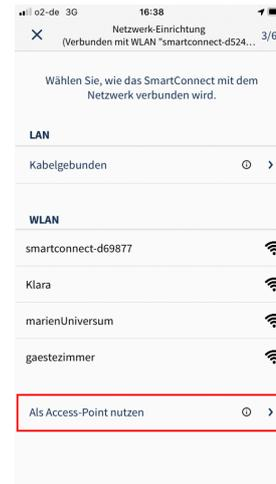 o2-de 3G 16:38
Netzwerk-Einrichtung
(Verbunden mit WLAN "smartconnect-d524... 3/6
Wählen Sie, wie das SmartConnect mit dem
Netzwerk verbunden wird.
LAN
Kabelgebunden
WLAN
smartconnect-d69877
Klara
marienUniversum
gaestezimmer
Als Access-Point nutzen